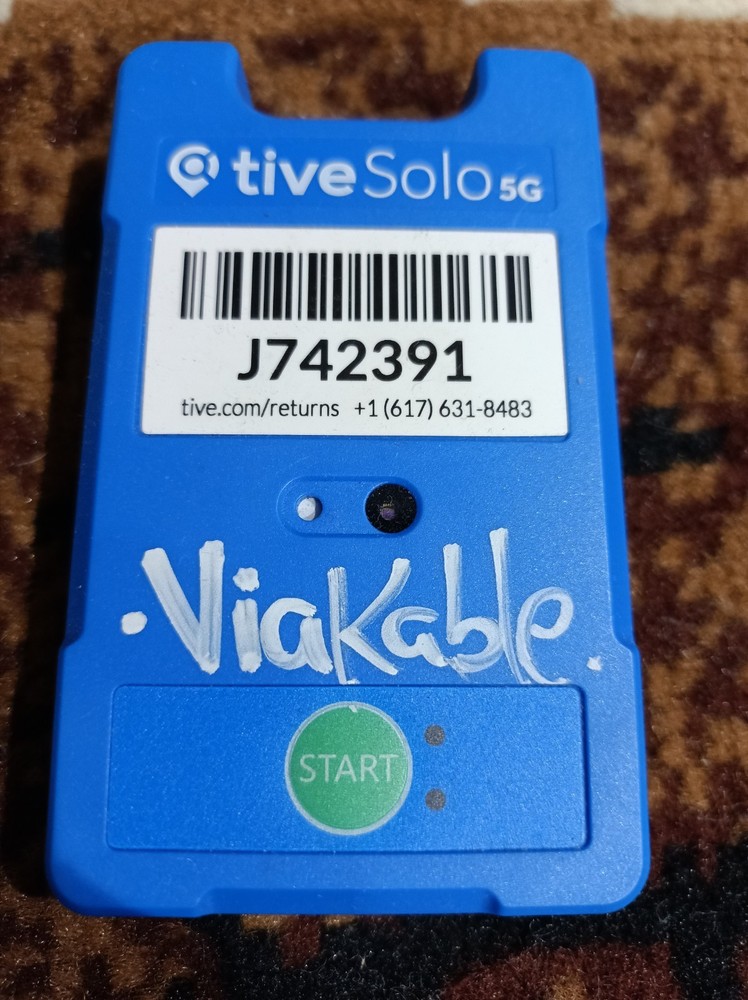 tive Solo 5G
J742391
tive.com/returns +1 (617) 631-8483
.Viakable.
START